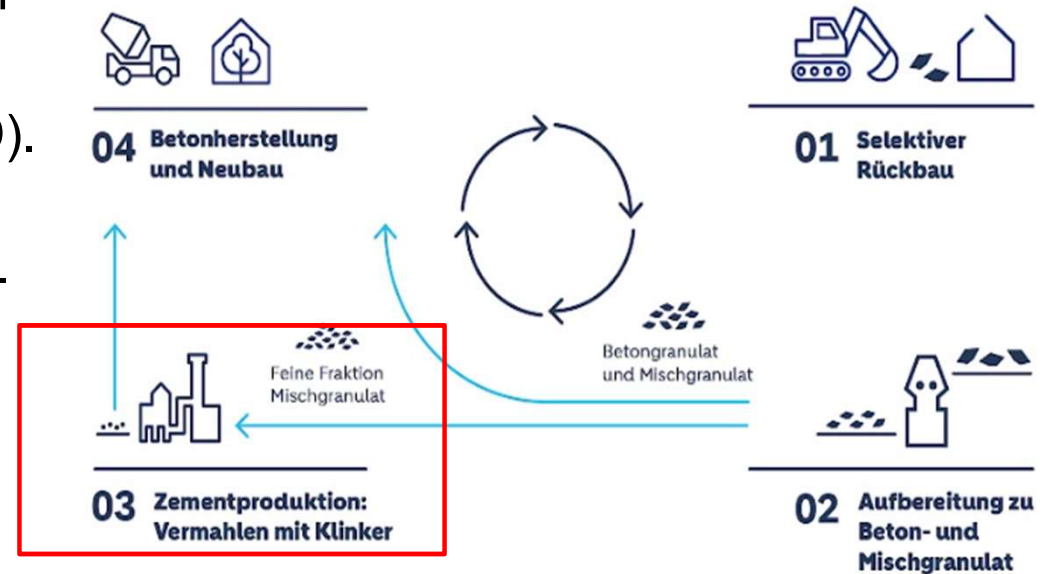 ).
04 Betonherstellung
und Neubau
01 Selektiver
Rückbau
Feine Fraktion
Mischgranulat
Betongranulat
und Mischgranulat
03 Zementproduktion:
Vermahlen mit Klinker
02 Aufbereitung zu
Beton- und
Mischgranulat